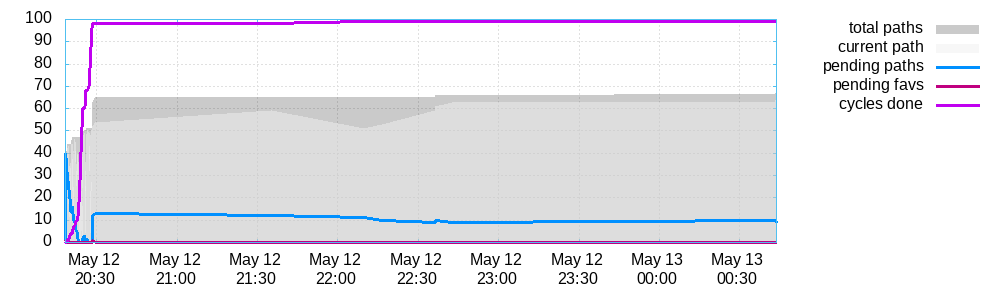 100
90
80
70
60
50
40
30
20
10
0
May 12 May 12 May 12 May 12 May 12 May 12 May 12 May 13 May 13
20:30 21:00 21:30 22:00 22:30 23:00 23:30 00:00 00:30
total paths
current path
pending paths
pending favs
cycles done